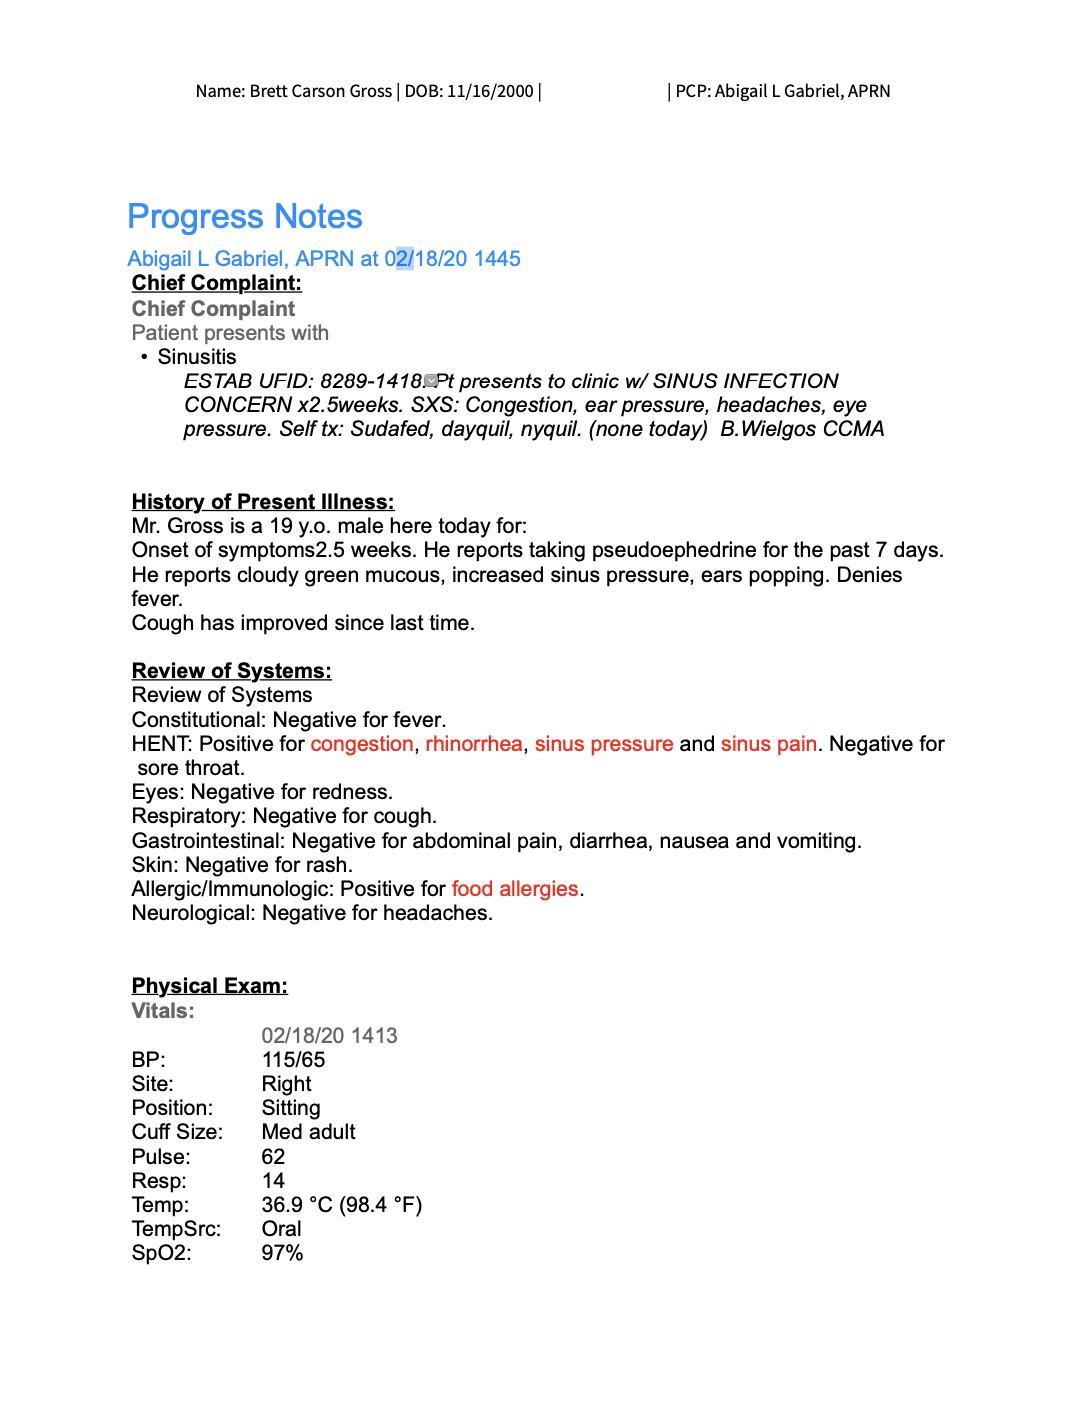 Name: Brett Carson Gross | DOB: 11/16/2000 | | PCP: Abigail L Gabriel, APRN
Progress Notes
Abigail L Gabriel, APRN at 02/18/20 1445
Chief Complaint:
Chief Complaint
Patient presents with
• Sinusitis
ESTAB UFID: 8289-1418. Pt presents to clinic w/ SINUS INFECTION
CONCERN x2.5weeks. SXS: Congestion, ear pressure, headaches, eye
pressure. Self tx: Sudafed, dayquil, nyquil. (none today) B.Wielgos CCMA
History of Present Illness:
Mr. Gross is a 19 y.o. male here today for:
Onset of symptoms2.5 weeks. He reports taking pseudoephedrine for the past 7 days.
He reports cloudy green mucous, increased sinus pressure, ears popping. Denies
fever.
Cough has improved since last time.
Review of Systems:
Review of Systems
Constitutional: Negative for fever.
HENT: Positive for congestion, rhinorrhea, sinus pressure and sinus pain. Negative for
sore throat.
Eyes: Negative for redness.
Respiratory: Negative for cough.
Gastrointestinal: Negative for abdominal pain, diarrhea, nausea and vomiting.
Skin: Negative for rash.
Allergic/Immunologic: Positive for food allergies.
Neurological: Negative for headaches.
Physical Exam:
Vitals:
02/18/20 1413
BP: 115/65
Site: Right
Position: Sitting
Cuff Size: Med adult
Pulse: 62
Resp: 14
Temp: 36.9 °C (98.4 °F)
TempSrc: Oral
SpO2: 97%